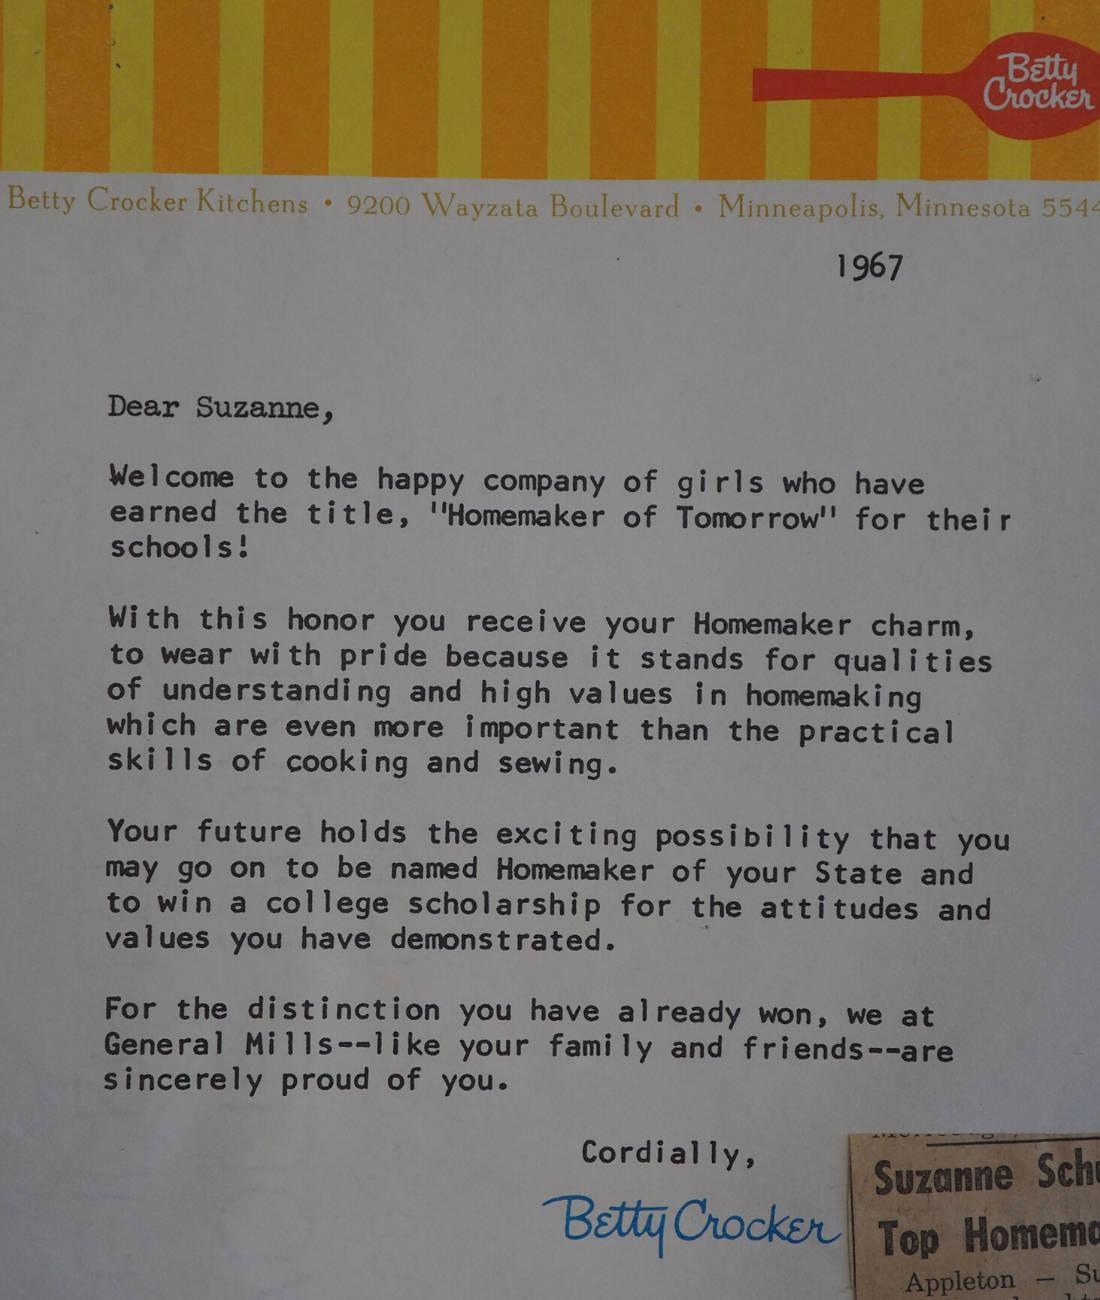 Betty
Crocker
Betty Crocker Kitchens • 9200 Wayzata Boulevard • Minneapolis, Minnesota 5544
1967
Dear Suzanne,
Welcome to the happy company of girls who have
earned the title, "Homemaker of Tomorrow" for their
schools!
With this honor you receive your Homemaker charm,
to wear with pride because it stands for qualities
of understanding and high values in homemaking
which are even more important than the practical
skills of cooking and sewing.
Your future holds the exciting possibility that you
may go on to be named Homemaker of your State and
to win a college scholarship for the attitudes and
values you have demonstrated.
For the distinction you have already won, we at
General Mills--like your family and friends--are
sincerely proud of you.
Cordially,
Betty Crocker
Suzanne Schu
Top Homema
Appleton — Su